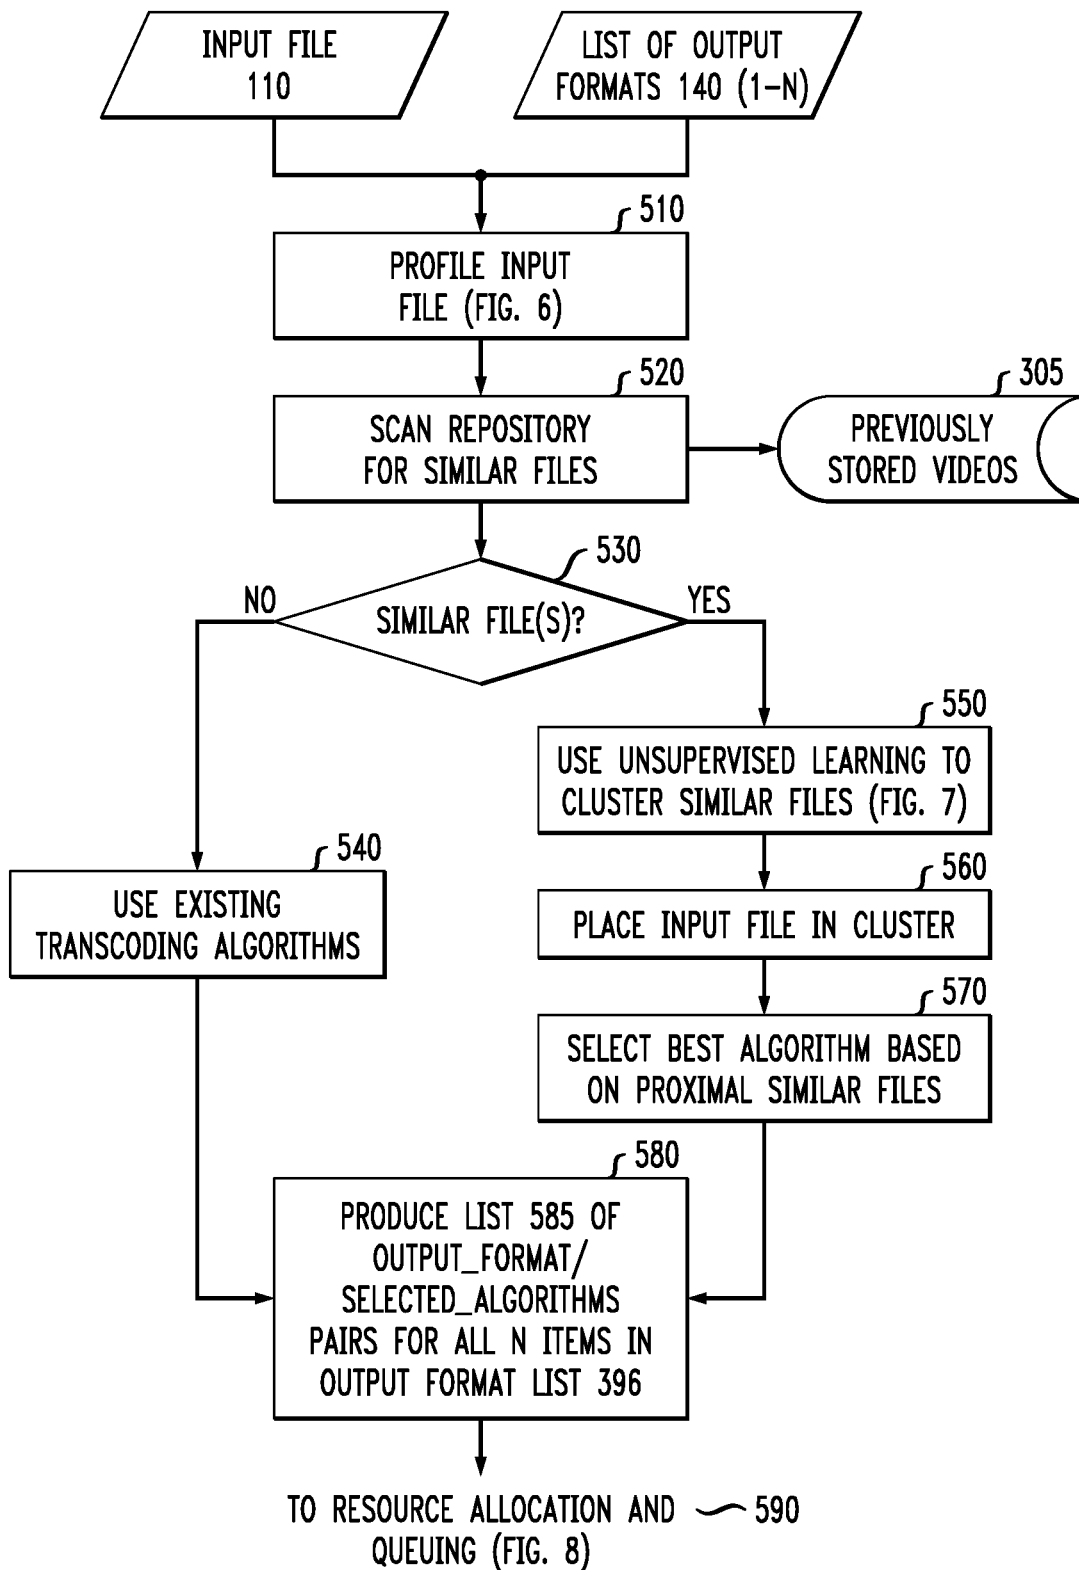 INPUT FILE
110
LIST OF OUTPUT
FORMATS 140 (1-N)
510
PROFILE INPUT
FILE (FIG. 6)
520
SCAN REPOSITORY
FOR SIMILAR FILES
305
PREVIOUSLY
STORED VIDEOS
530
SIMILAR FILE(S)?
NO
YES
550
USE UNSUPERVISED LEARNING TO
CLUSTER SIMILAR FILES (FIG. 7)
540
USE EXISTING
TRANSCODING ALGORITHMS
560
PLACE INPUT FILE IN CLUSTER
570
SELECT BEST ALGORITHM BASED
ON PROXIMAL SIMILAR FILES
580
PRODUCE LIST 585 OF
OUTPUT_FORMAT/
SELECTED_ALGORITHMS
PAIRS FOR ALL N ITEMS IN
OUTPUT FORMAT LIST 396
TO RESOURCE ALLOCATION AND
QUEUING (FIG. 8)
590